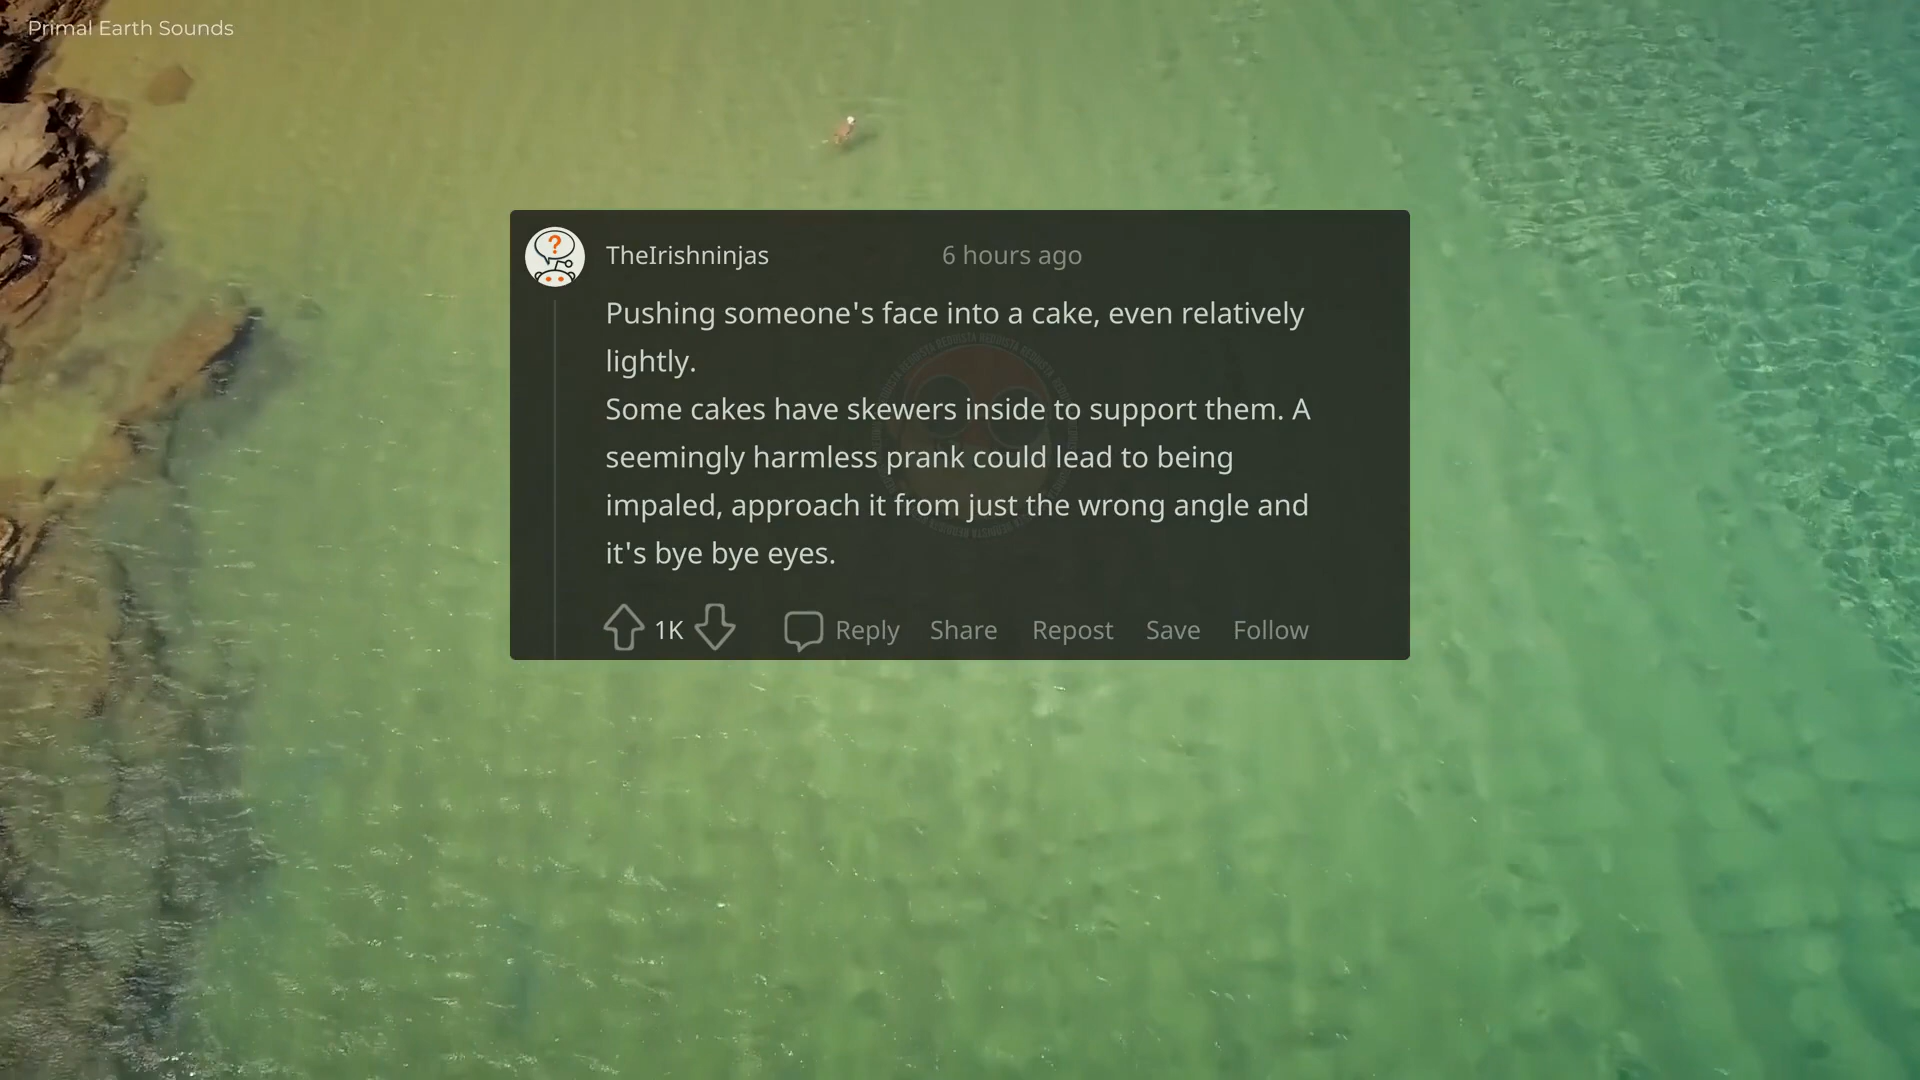 Primal Earth Sounds
TheIrishninjas 6 hours ago
Pushing someone's face into a cake, even relatively
lightly.
Some cakes have skewers inside to support them. A
seemingly harmless prank could lead to being
impaled, approach it from just the wrong angle and
it's bye bye eyes.
1K Reply Share Repost Save Follow